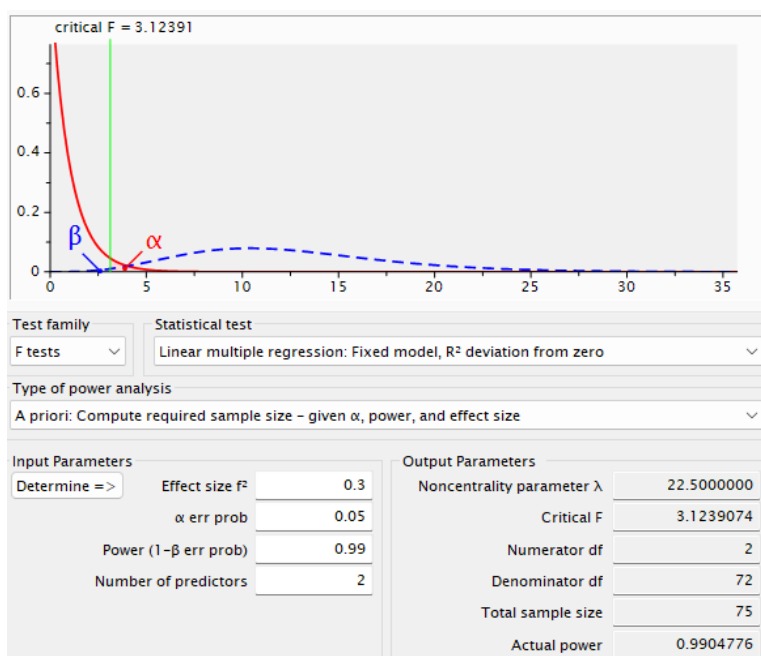 critical F = 3.12391
0.6
0.4
0.2
0
β
α
0 5 10 15 20 25 30 35
Test family Statistical test
F tests Linear multiple regression: Fixed model, R² deviation from zero
Type of power analysis
A priori: Compute required sample size – given α, power, and effect size
Input Parameters Output Parameters
Determine => Effect size f² 0.3 Noncentrality parameter λ 22.5000000
α err prob 0.05 Critical F 3.1239074
Power (1-β err prob) 0.99 Numerator df 2
Number of predictors 2 Denominator df 72
Total sample size 75
Actual power 0.9904776